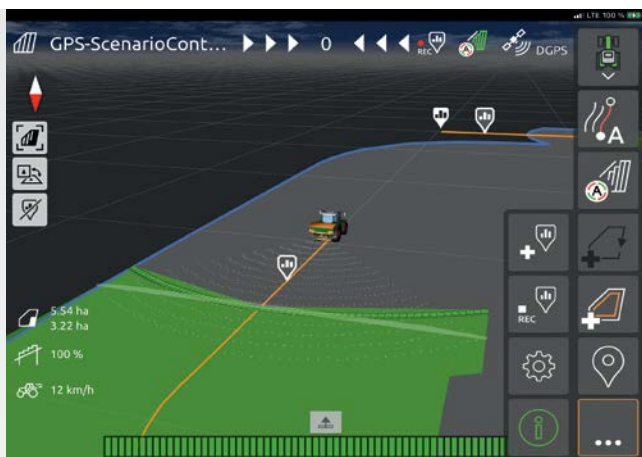 LTE 100 %
GPS-ScenarioCont... 0 REC A DGPS
A
A
REC
5.54 ha
3.22 ha
100 %
12 km/h